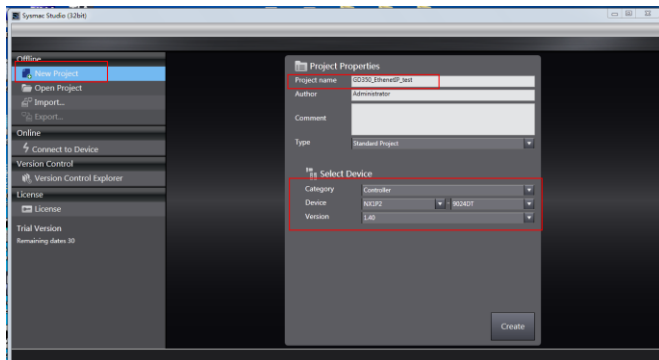 Sysmac Studio (32bit)
Offline
New Project
Open Project
Import...
Export...
Online
Connect to Device
Version Control
Version Control Explorer
License
License
Trial Version
Remaining dates 30
Project Properties
Project name GD350_EthenetIP_test
Author Administrator
Comment
Type Standard Project
Select Device
Category Controller
Device NX1P2 - 9024DT
Version 1.40
Create